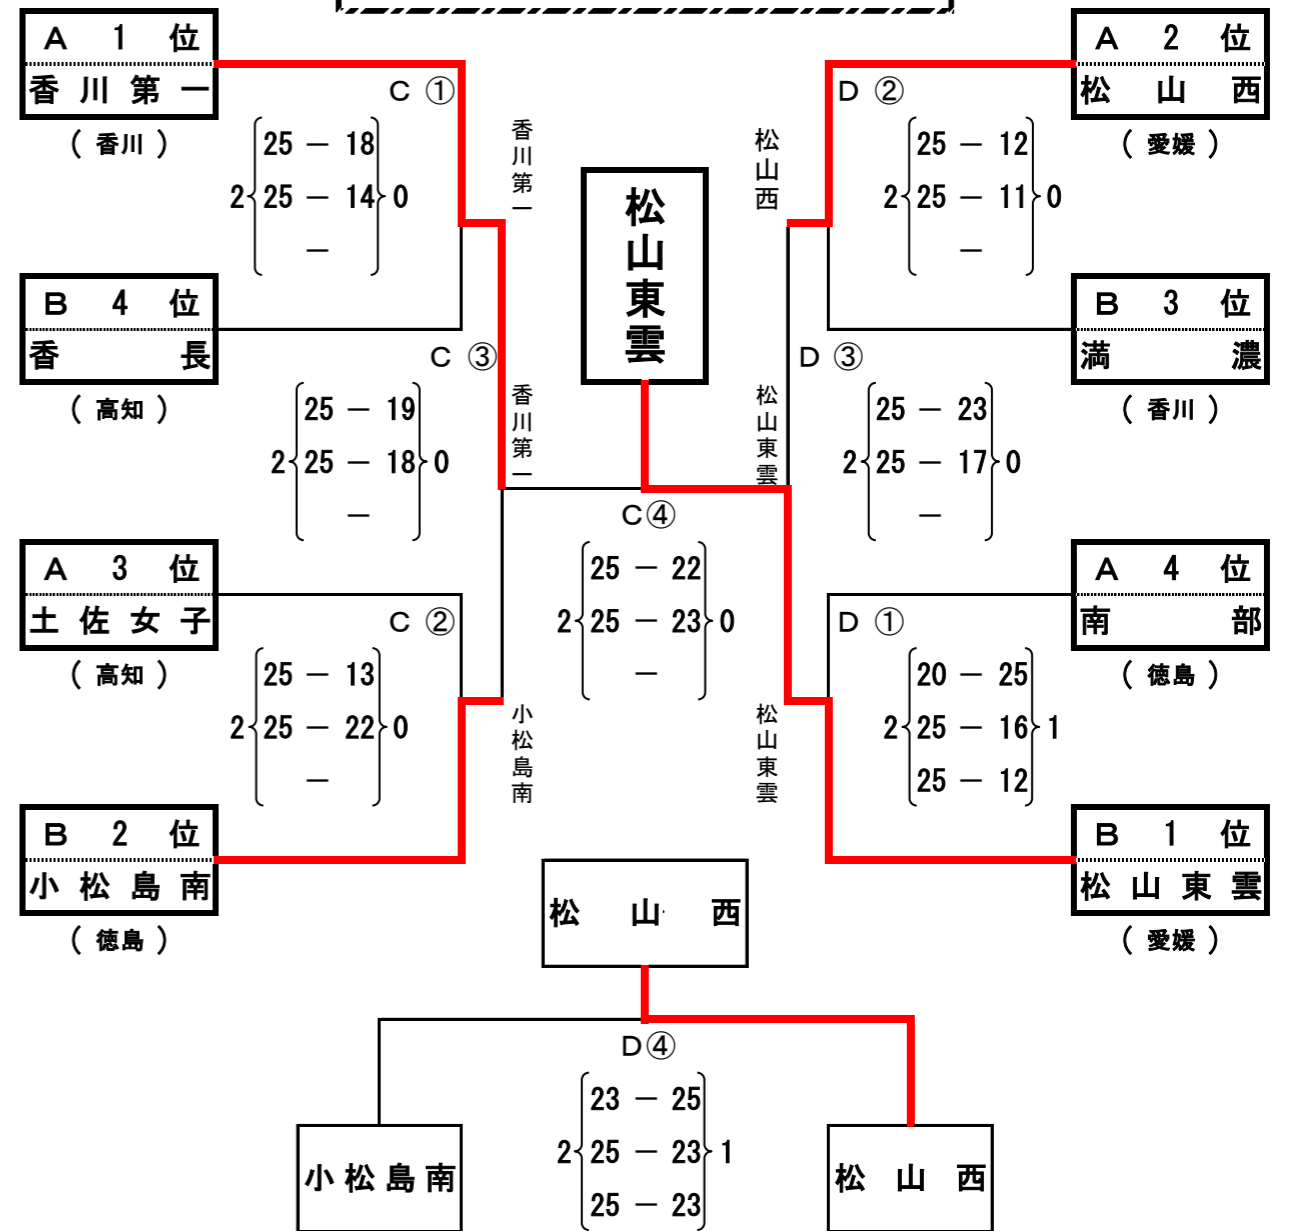 A 1 位
香川第一
( 香川 )
C ①
25 － 18
2 25 － 14 0
－
香川第一
B 4 位
香 長
( 高知 )
C ③
25 － 19
2 25 － 18 0
－
香川第一
A 3 位
土佐女子
( 高知 )
C ②
25 － 13
2 25 － 22 0
－
小松島南
B 2 位
小松島南
( 徳島 )
松山東雲
C④
25 － 22
2 25 － 23 0
－
A 2 位
松山西
( 愛媛 )
D ②
25 － 12
2 25 － 11 0
－
松山西
B 3 位
満 濃
( 香川 )
D ③
25 － 23
2 25 － 17 0
－
松山東雲
A 4 位
南 部
( 徳島 )
D ①
20 － 25
2 25 － 16 1
25 － 12
松山東雲
B 1 位
松山東雲
( 愛媛 )
松山西
D④
23 － 25
2 25 － 23 1
25 － 23
小松島南
松山西